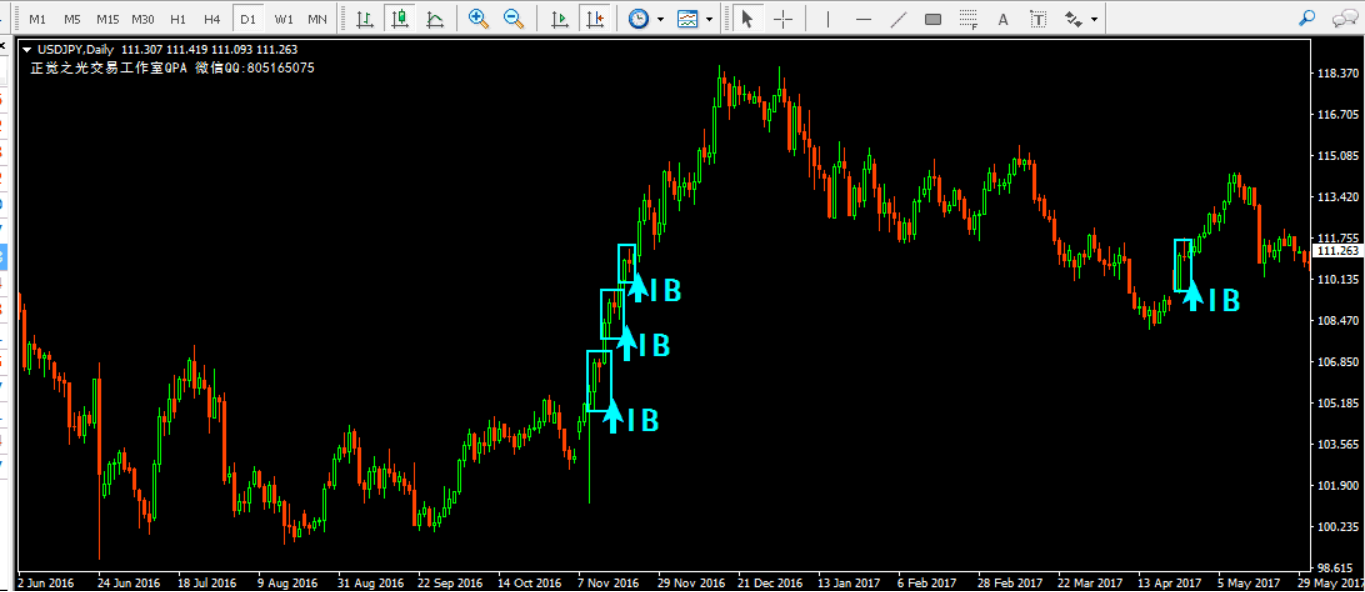 M1 M5 M15 M30 H1 H4 D1 W1 MN
USDJPY,Daily 111.307 111.419 111.093 111.263
正觉之光交易工作室QPA 微信QQ:805165075
118.370
116.705
115.085
113.420
111.755
111.263
110.135
108.470
106.850
105.185
103.565
101.900
100.235
98.615
IB
IB
IB
IB
2 Jun 2016 24 Jun 2016 18 Jul 2016 9 Aug 2016 31 Aug 2016 22 Sep 2016 14 Oct 2016 7 Nov 2016 29 Nov 2016 21 Dec 2016 13 Jan 2017 6 Feb 2017 28 Feb 2017 22 Mar 2017 13 Apr 2017 5 May 2017 29 May 2017